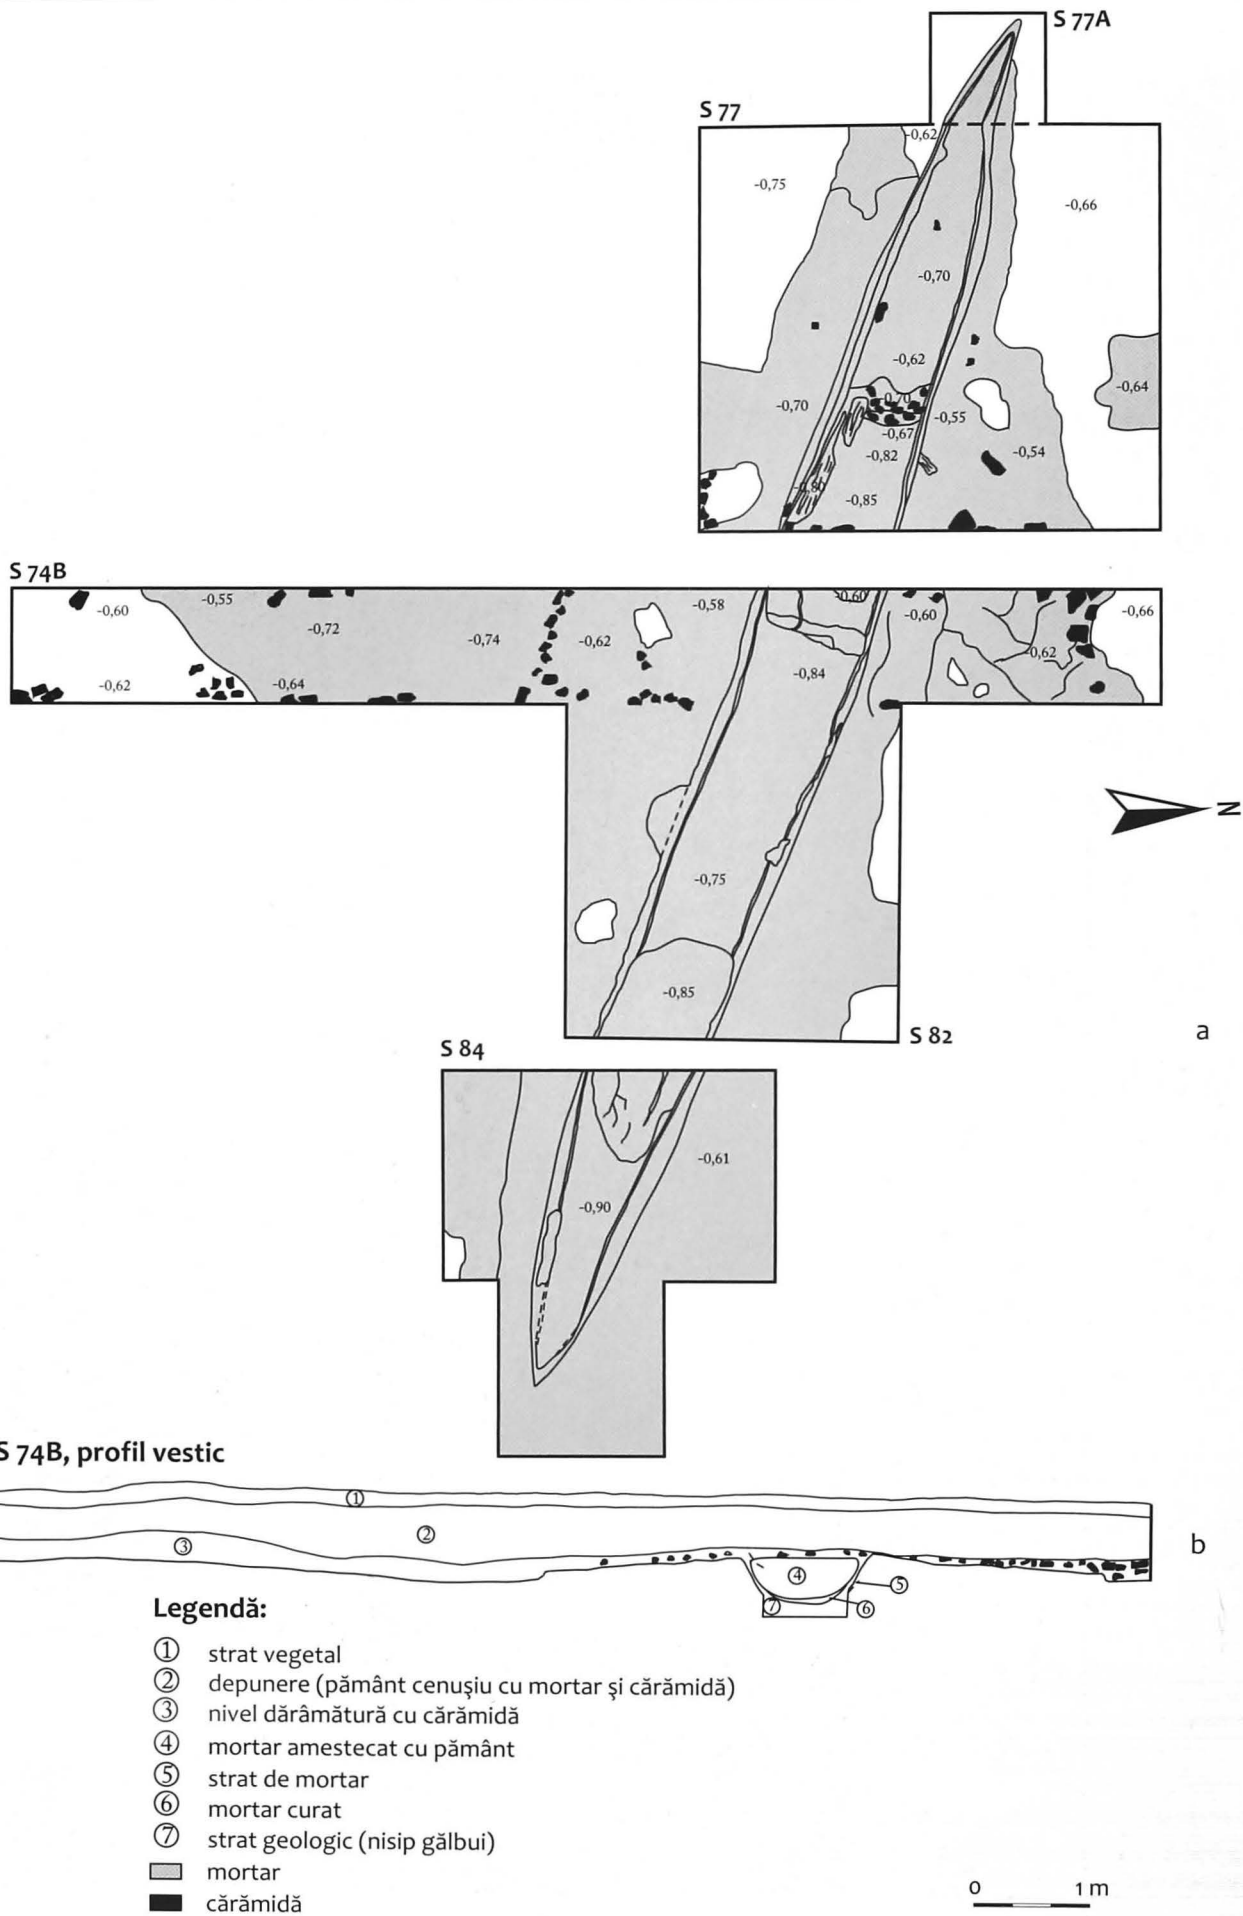 S 77A
S 77
-0,62
-0,75
-0,66
-0,70
-0,62
-0,64
-0,70
-0,70
-0,55
-0,67
-0,82
-0,54
-0,80
-0,85
S 74B
-0,60
-0,55
-0,72
-0,74
-0,62
-0,58
-0,60
-0,60
-0,66
-0,62
-0,62
-0,64
-0,84
N
-0,75
-0,85
S 82
a
S 84
-0,61
-0,90
S 74B, profil vestic
1
2
3
b
4
5
7
6
Legendă:
1 strat vegetal
2 depunere (pământ cenușiu cu mortar și cărămidă)
3 nivel dărâmătură cu cărămidă
4 mortar amestecat cu pământ
5 strat de mortar
6 mortar curat
7 strat geologic (nisip gălbui)
mortar
cărămidă
0 1 m